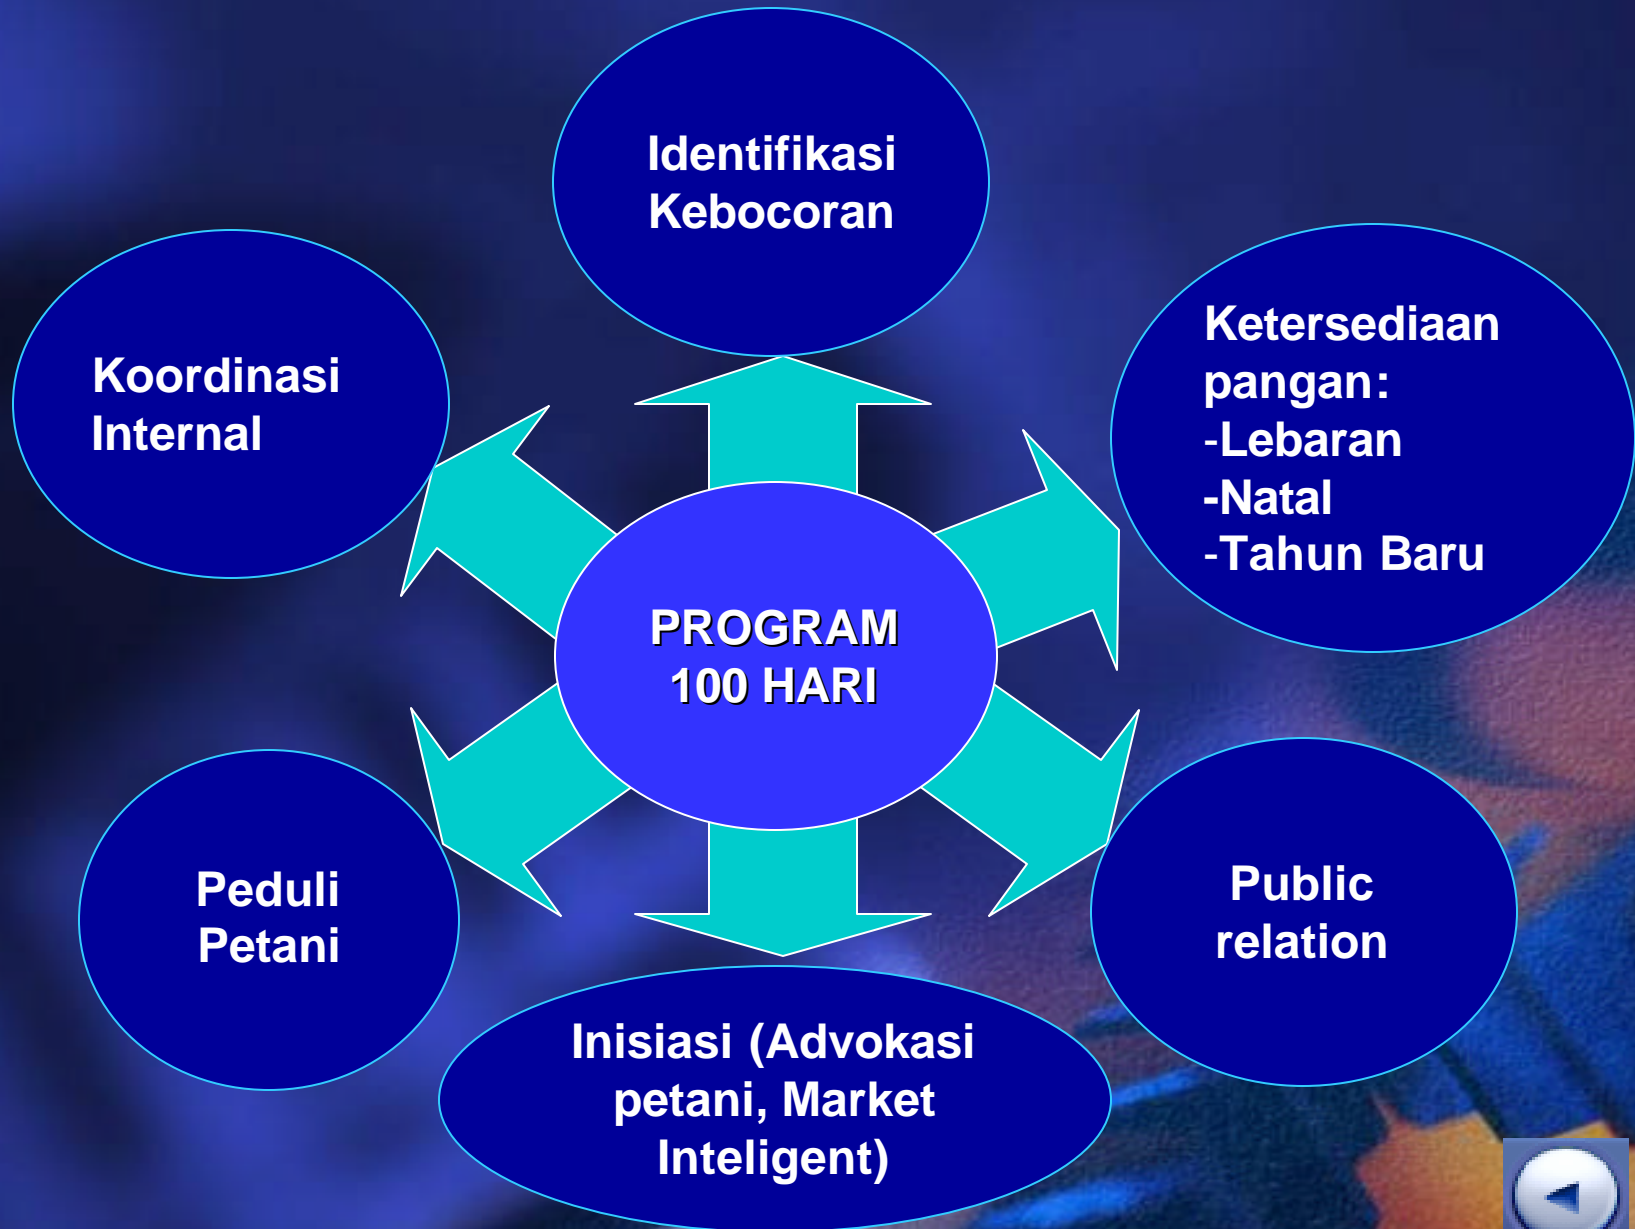 Identifikasi
Kebocoran
Koordinasi
Internal
Ketersediaan
pangan:
-Lebaran
-Natal
-Tahun Baru
PROGRAM
100 HARI
Peduli
Petani
Public
relation
Inisiasi (Advokasi
petani, Market
Inteligent)